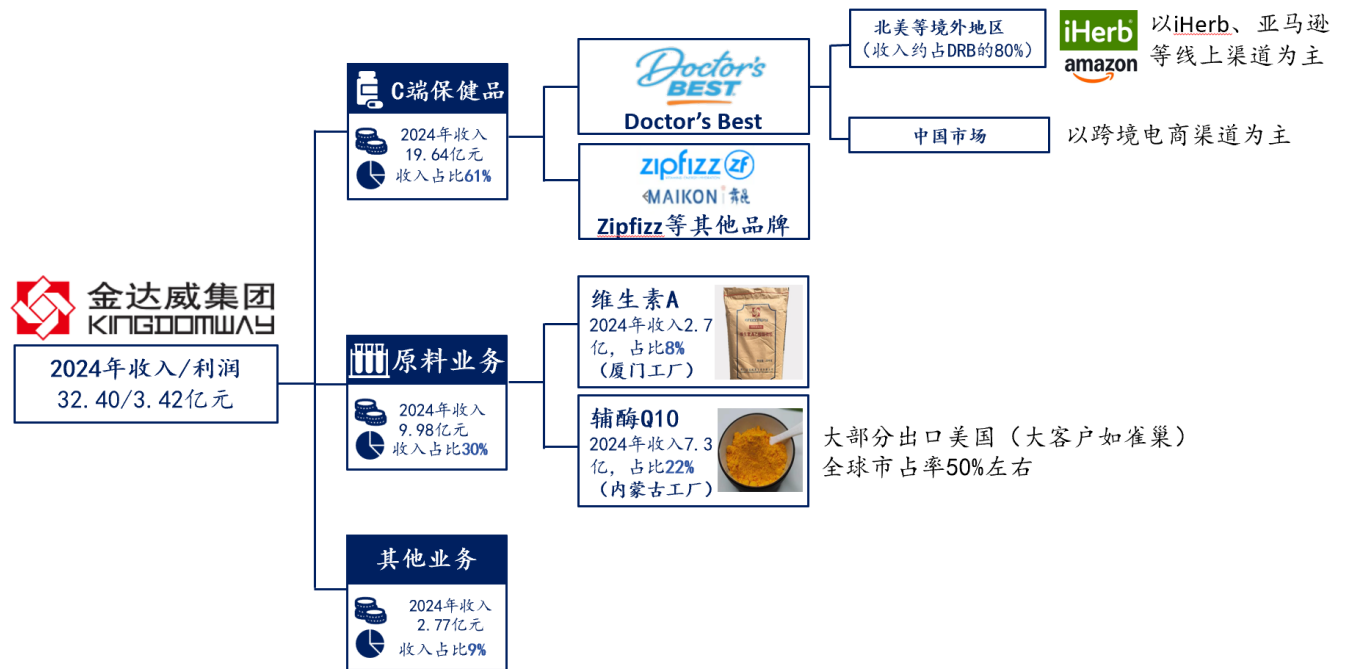 金达威集团
KINGDOMWAY
2024年收入/利润
32.40/3.42亿元
C端保健品
2024年收入
19.64亿元
收入占比61%
Doctor's
BEST
Doctor's Best
北美等境外地区
(收入约占DRB的80%)
iHerb
amazon
以iHerb、亚马逊
等线上渠道为主
中国市场
以跨境电商渠道为主
zipfizz zf
MAIKON
Zipfizz等其他品牌
原料业务
2024年收入
9.98亿元
收入占比30%
维生素A
2024年收入2.7
亿，占比8%
（厦门工厂）
辅酶Q10
2024年收入7.3
亿，占比22%
（内蒙古工厂）
大部分出口美国（大客户如雀巢）
全球市占率50%左右
其他业务
2024年收入
2.77亿元
收入占比9%